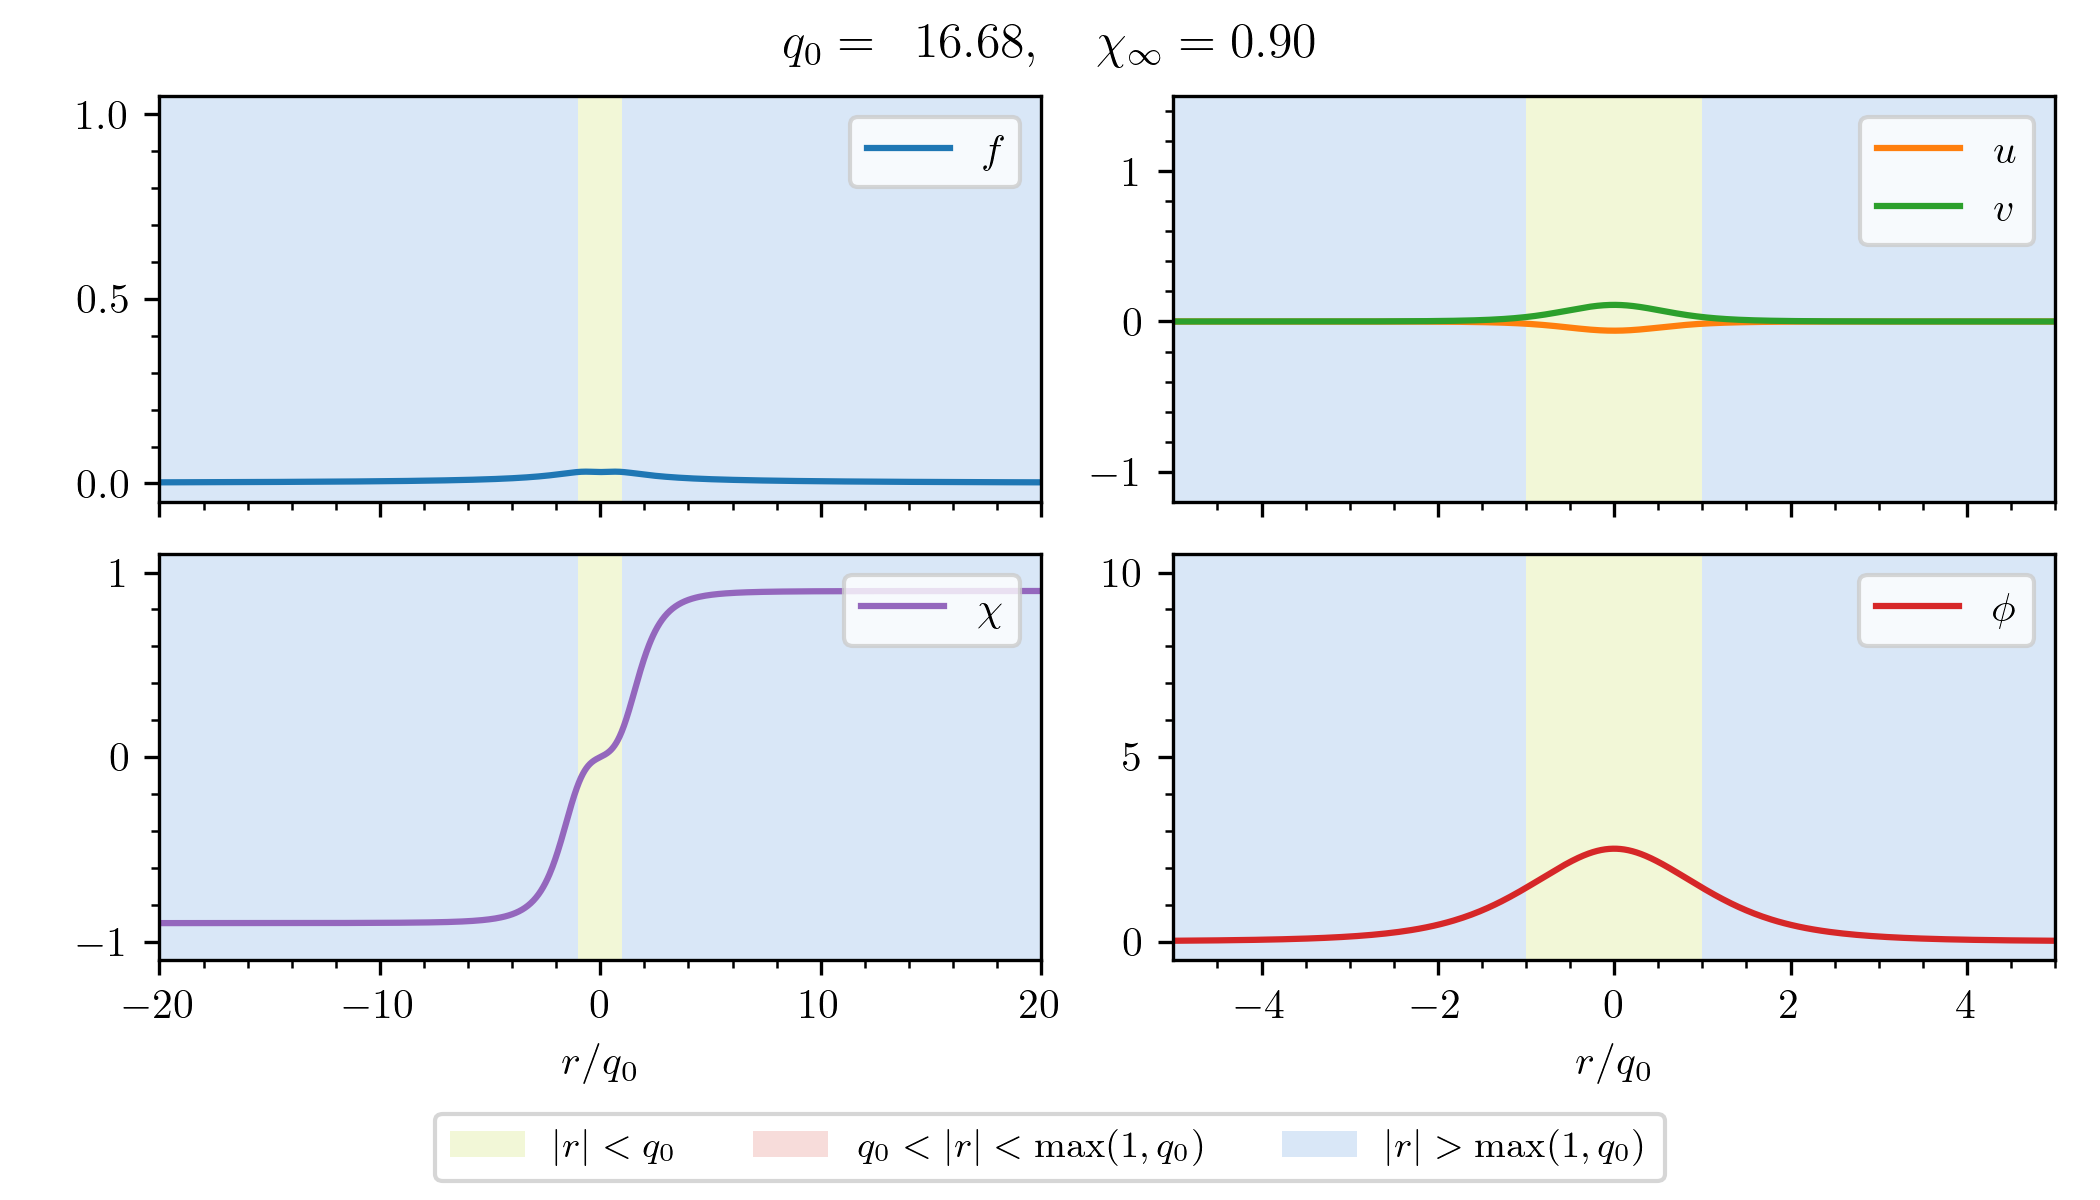 q₀ = 16.68, χ∞ = 0.90
1.0
0.5
0.0
f
1
0
−1
u
v
1
0
−1
χ
−20 −10 0 10 20
r/q₀
10
5
0
ϕ
−4 −2 0 2 4
r/q₀
|r| < q₀ q₀ < |r| < max(1, q₀) |r| > max(1, q₀)